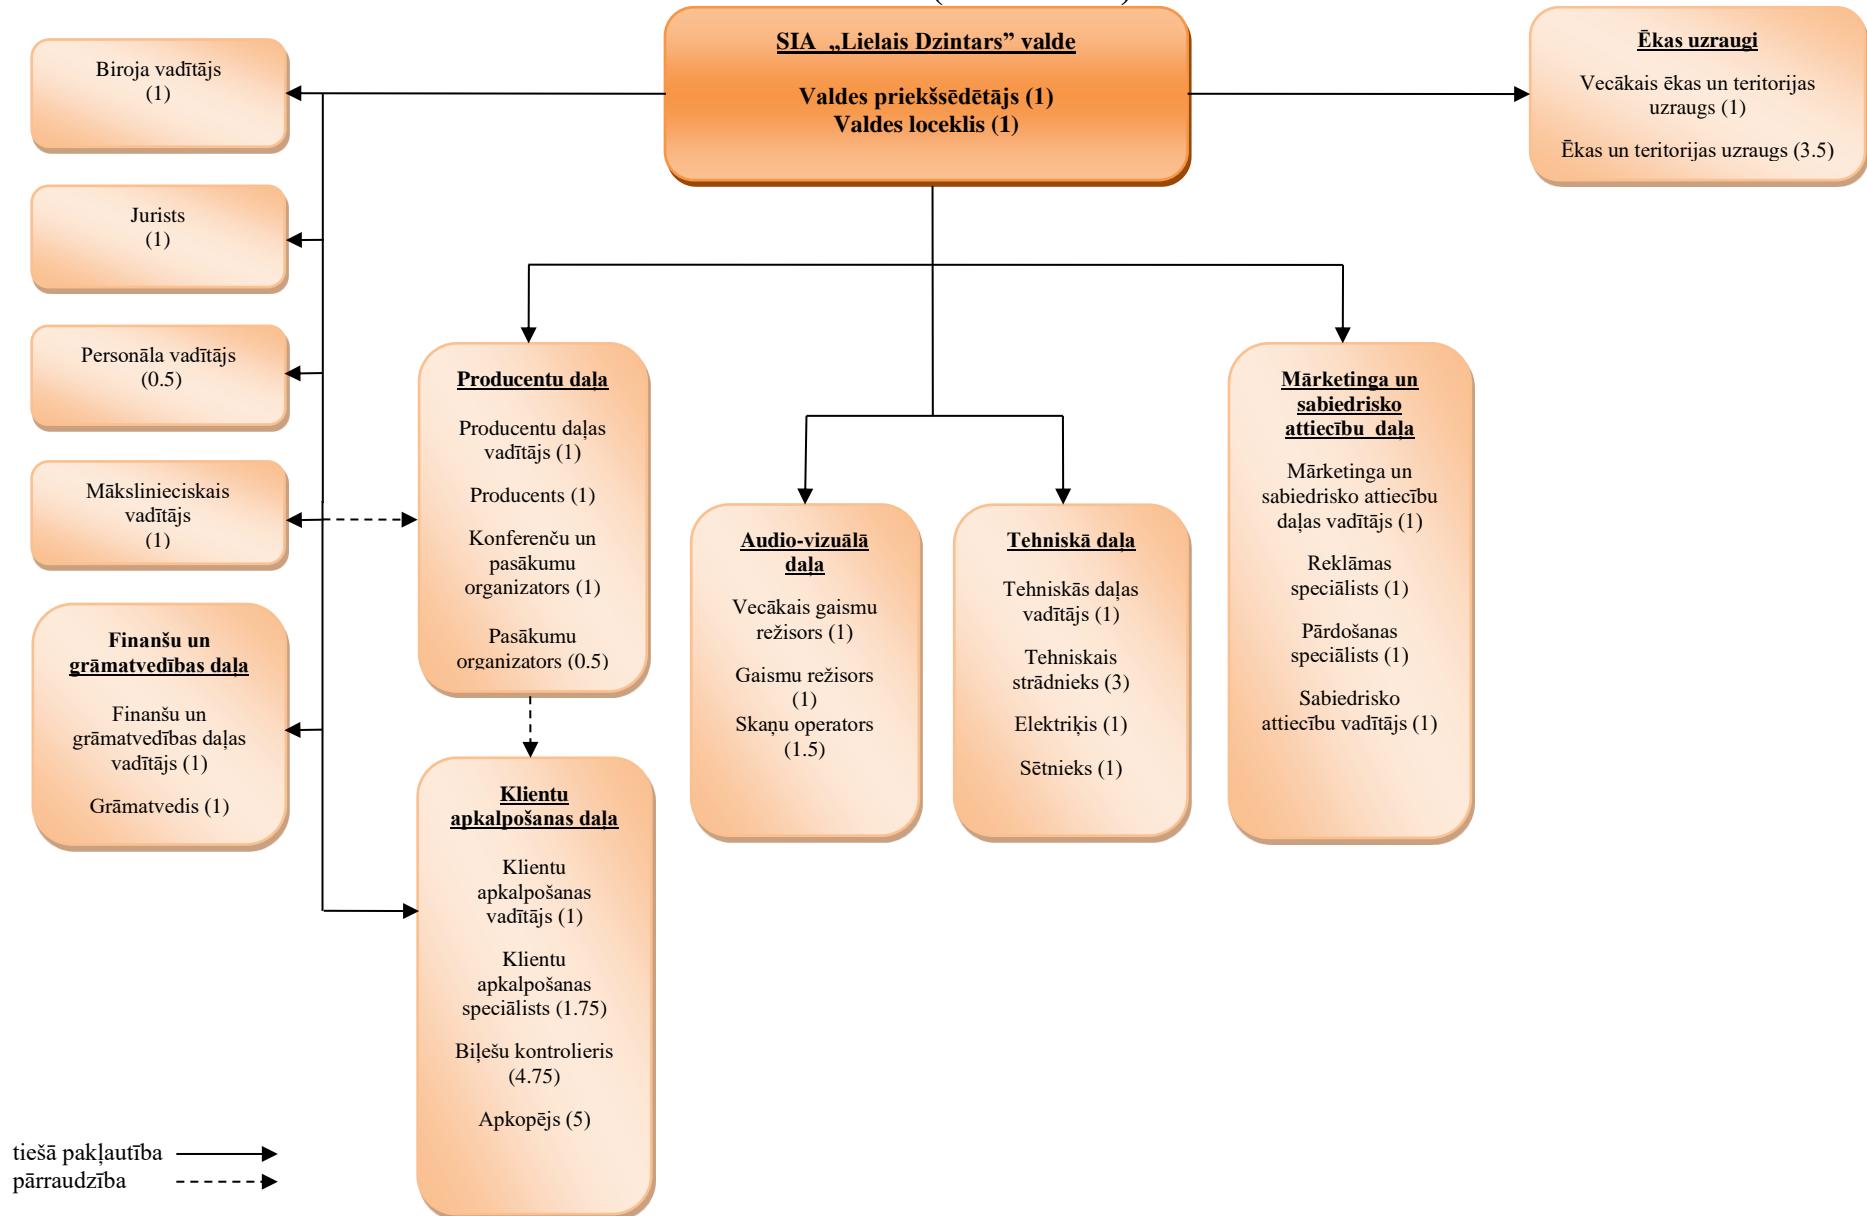 SIA „Lielais Dzintars” valde
Valdes priekšsēdētājs (1)
Valdes loceklis (1)
Ēkas uzraugi
Vecākais ēkas un teritorijas
uzraugs (1)
Ēkas un teritorijas uzraugs (3.5)
Biroja vadītājs
(1)
Jurists
(1)
Personāla vadītājs
(0.5)
Mākslinieciskais
vadītājs
(1)
Finanšu un
grāmatvedības daļa
Finanšu un
grāmatvedības daļas
vadītājs (1)
Grāmatvedis (1)
Producentu daļa
Producentu daļas
vadītājs (1)
Producents (1)
Konferenču un
pasākumu
organizators (1)
Pasākumu
organizators (0.5)
Klientu
apkalpošanas daļa
Klientu
apkalpošanas
vadītājs (1)
Klientu
apkalpošanas
speciālists (1.75)
Biļešu kontrolieris
(4.75)
Apkopējs (5)
Audio-vizuālā
daļa
Vecākais gaismu
režisors (1)
Gaismu režisors
(1)
Skaņu operators
(1.5)
Tehniskā daļa
Tehniskās daļas
vadītājs (1)
Tehniskais
strādnieks (3)
Elektriķis (1)
Sētnieks (1)
Mārketinga un
sabiedrisko
attiecību daļa
Mārketinga un
sabiedrisko attiecību
daļas vadītājs (1)
Reklāmas
speciālists (1)
Pārdošanas
speciālists (1)
Sabiedrisko
attiecību vadītājs (1)
tiešā pakļautība
pārraudzība